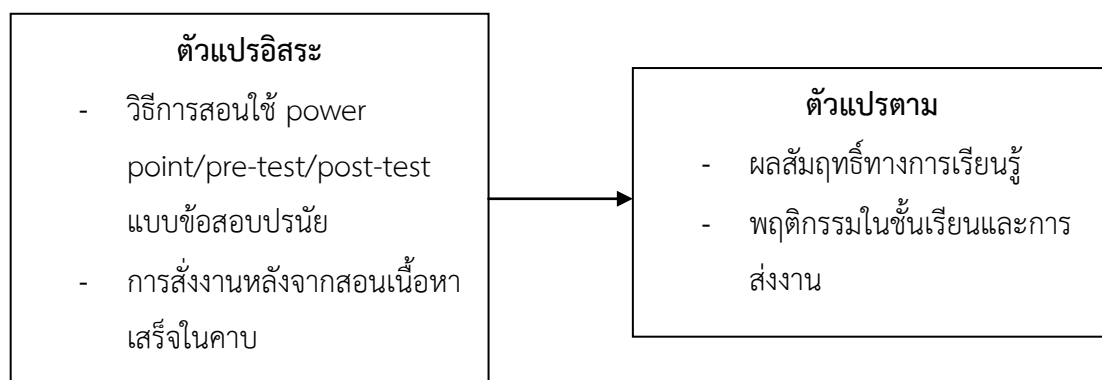 ตัวแปรอิสระ
- วิธีการสอนใช้ power
point/pre-test/post-test
แบบข้อสอบปรนัย
- การสั่งงานหลังจากสอนเนื้อหา
เสร็จในคาบ
ตัวแปรตาม
- ผลสัมฤทธิ์ทางการเรียนรู้
- พฤติกรรมในชั้นเรียนและการ
ส่งงาน